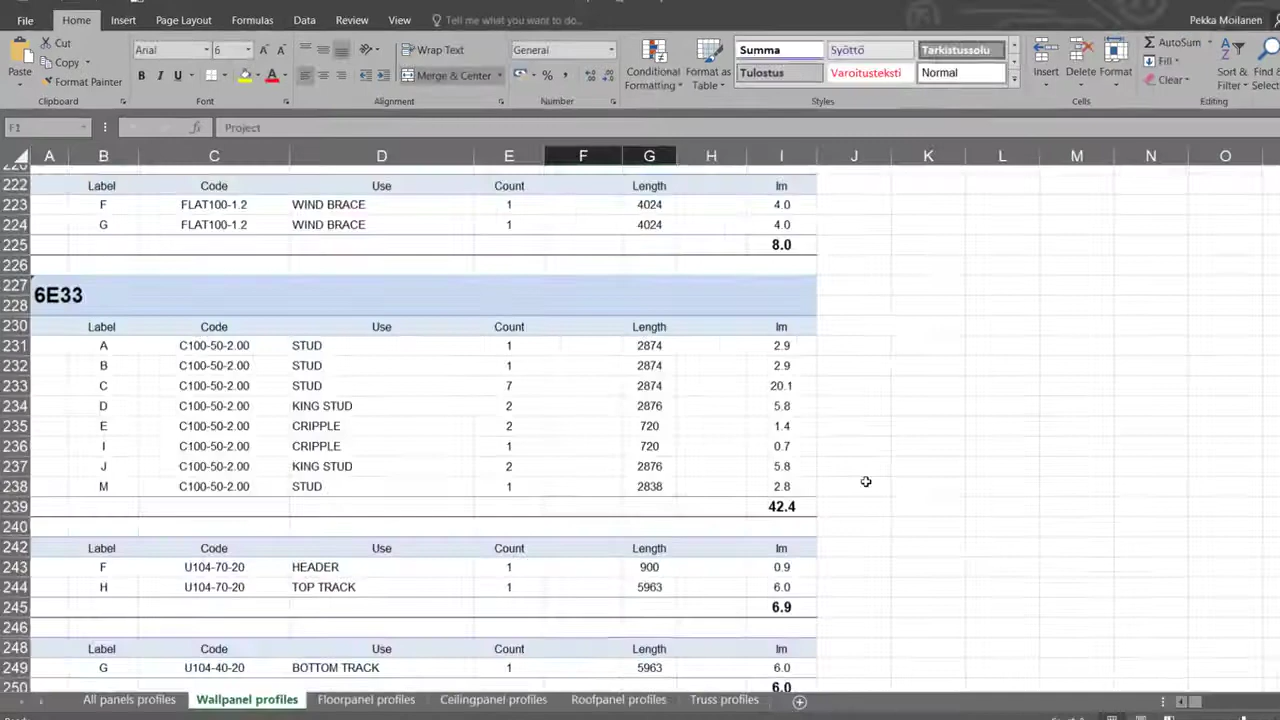 File Home Insert Page Layout Formulas Data Review View Tell me what you want to do... Pekka Moilanen
Cut
Copy
Format Painter
Paste
Clipboard
Arial 6
B I U
Font
Wrap Text
Merge & Center
Alignment
General
%
Number
Conditional Formatting
Format as Table
Summa Syöttö Tarkistussolu
Tulostus Varoitusteksti Normal
Styles
Insert Delete Format
Cells
AutoSum
Fill
Clear
Sort & Filter
Find & Select
Editing
F1 fx Project
A B C D E F G H I J K L M N O
222 Label Code Use Count Length lm
223 F FLAT100-1.2 WIND BRACE 1 4024 4.0
224 G FLAT100-1.2 WIND BRACE 1 4024 4.0
225 8.0
226
227 6E33
228
230 Label Code Use Count Length lm
231 A C100-50-2.00 STUD 1 2874 2.9
232 B C100-50-2.00 STUD 1 2874 2.9
233 C C100-50-2.00 STUD 7 2874 20.1
234 D C100-50-2.00 KING STUD 2 2876 5.8
235 E C100-50-2.00 CRIPPLE 2 720 1.4
236 I C100-50-2.00 CRIPPLE 1 720 0.7
237 J C100-50-2.00 KING STUD 2 2876 5.8
238 M C100-50-2.00 STUD 1 2838 2.8
239 42.4
240
242 Label Code Use Count Length lm
243 F U104-70-20 HEADER 1 900 0.9
244 H U104-70-20 TOP TRACK 1 5963 6.0
245 6.9
246
248 Label Code Use Count Length lm
249 G U104-40-20 BOTTOM TRACK 1 5963 6.0
250 6.0
All panels profiles Wallpanel profiles Floorpanel profiles Ceilingpanel profiles Roofpanel profiles Truss profiles